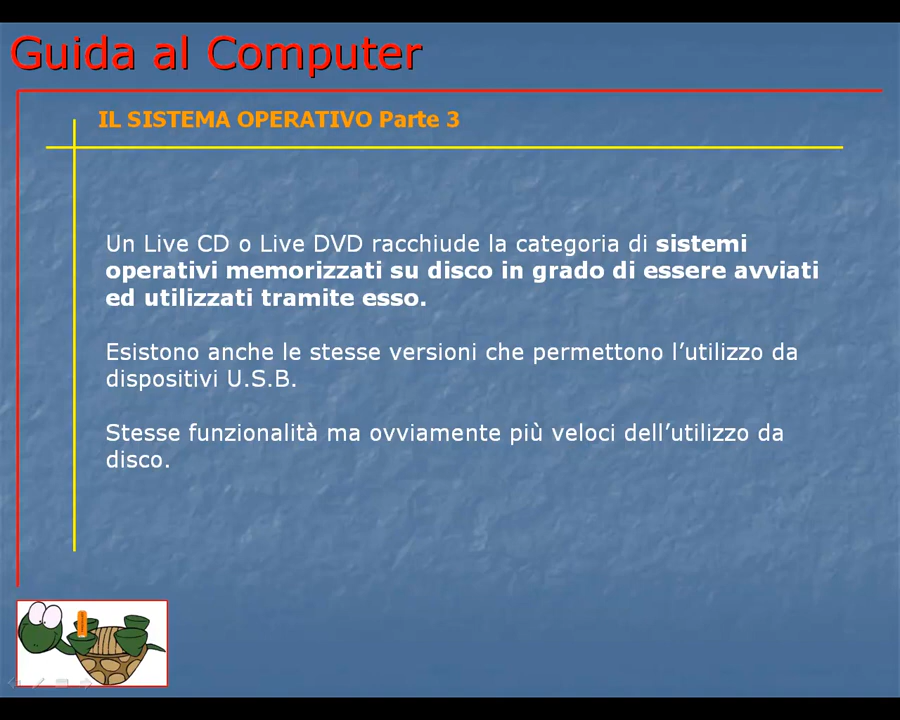 Guida al Computer
IL SISTEMA OPERATIVO Parte 3
Un Live CD o Live DVD racchiude la categoria di sistemi
operativi memorizzati su disco in grado di essere avviati
ed utilizzati tramite esso.
Esistono anche le stesse versioni che permettono l’utilizzo da
dispositivi U.S.B.
Stesse funzionalità ma ovviamente più veloci dell’utilizzo da
disco.